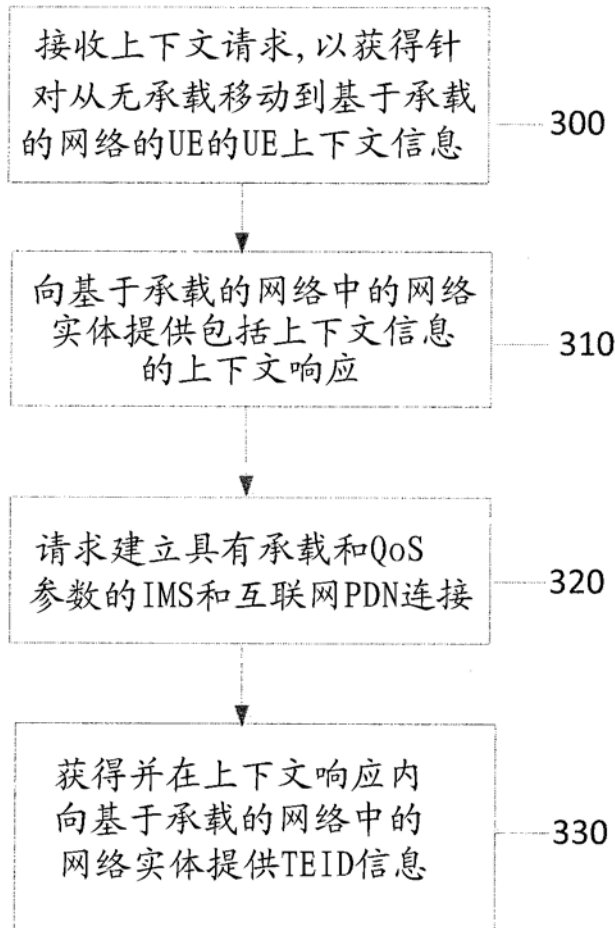 接收上下文请求,以获得针
对从无承载移动到基于承载
的网络的UE的UE上下文信息
300
向基于承载的网络中的网络
实体提供包括上下文信息
的上下文响应
310
请求建立具有承载和QoS
参数的IMS和互联网PDN连接
320
获得并在上下文响应内
向基于承载的网络中的
网络实体提供TEID信息
330